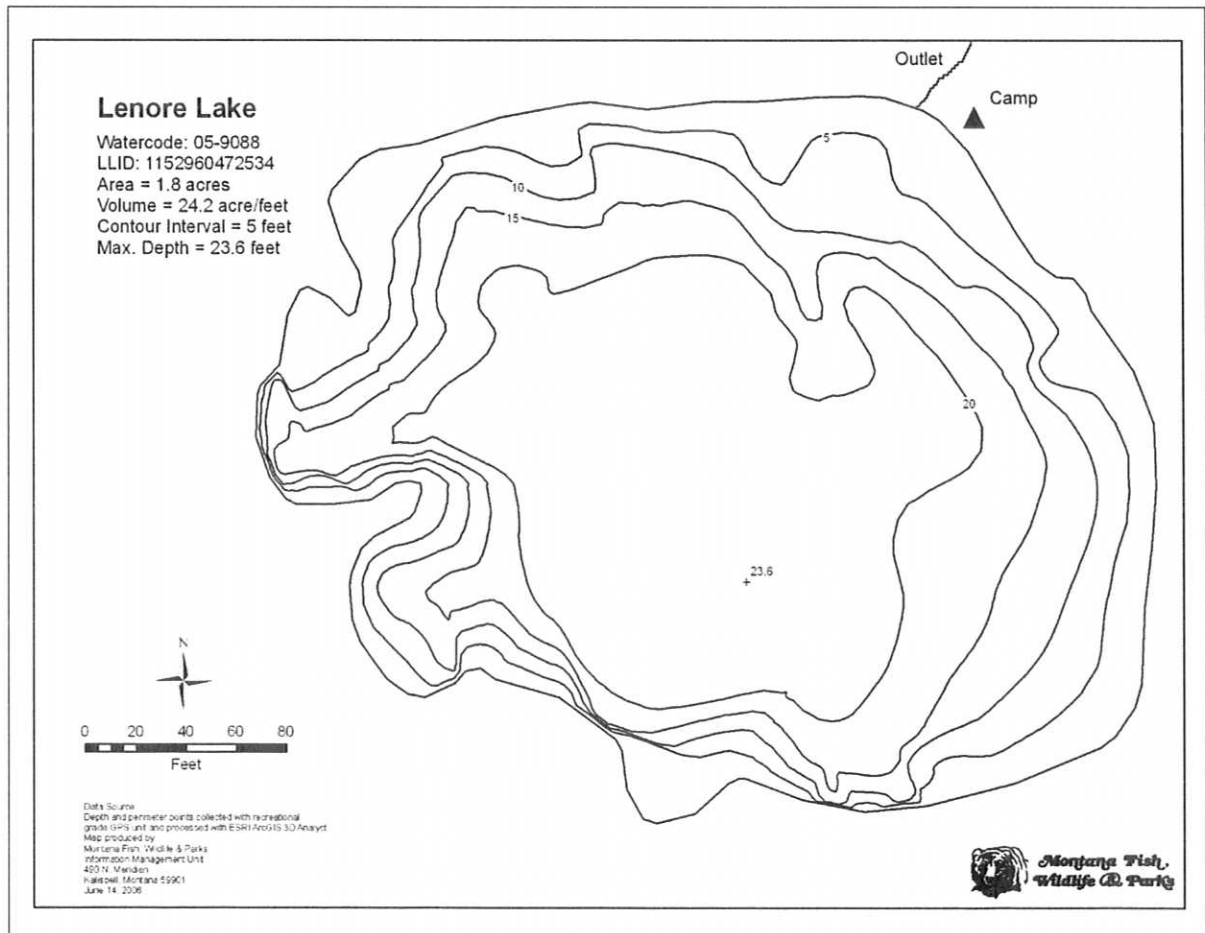 Outlet
Camp
Lenore Lake
Watercode: 05-9088
LLID: 1152960472534
Area = 1.8 acres
Volume = 24.2 acre/feet
Contour Interval = 5 feet
Max. Depth = 23.6 feet
5
10
15
20
23.6
N
0 20 40 60 80
Feet
Data Source
Depth and perimeter points collected with recreational
grade GPS unit and processed with ESRI ArcGIS 3D Analyst
Map produced by
Montana Fish, Wildlife & Parks
Information Management Unit
490 N. Meridian
Kalispell, Montana 59901
June 14, 2006
Montana Fish,
Wildlife & Parks